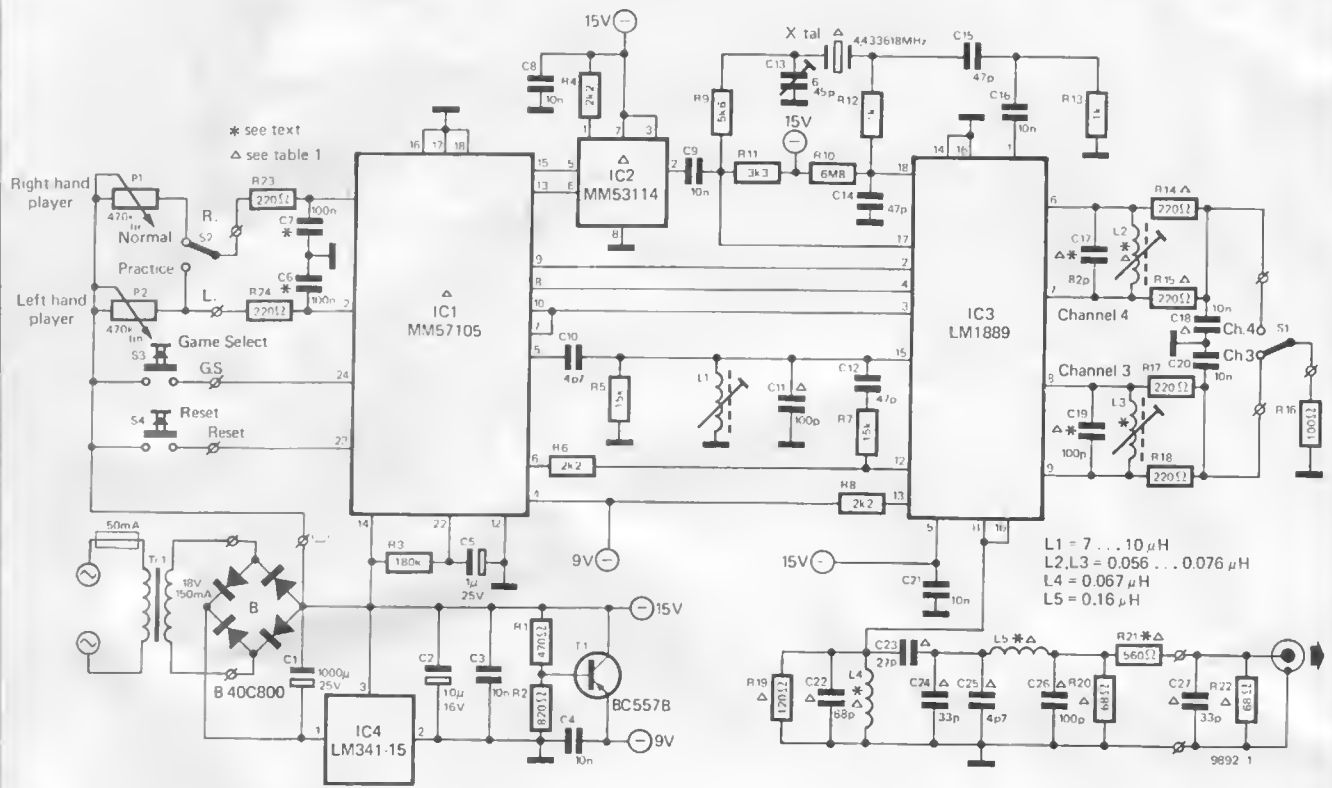 15V
X tal △
4,433618MHz
C15
47p
C8
10n
R4
2k2
C13
6
45p
R9
5k6
R12
1k
C16
10n
R13
1k
* see text
△ see table 1
16 17 18
1 7 3
15V
14 16 1
Right hand
player
P1
470k
lin
Normal
R.
S2
R23
220Ω
1
C7
*
100n
15
13
5
6
△
IC2
MM53114
2
8
C9
10n
R11
3k3
R10
6M8
18
C14
47p
17
6
R14 △
220Ω
L2
*
△
C17
△*
82p
Practice
Left hand
player
P2
470k
lin
L.
R24
220Ω
2
C6
*
100n
△
IC1
MM57105
9
8
10
7
2
4
3
IC3
LM1889
7
R15 △
220Ω
Channel 4
10n
C18
△
Ch.4
S1
Game Select
S3
G.S
24
5
C10
4p7
R5
15k
L1
C11 △
100p
C12
47p
R7
15k
15
Channel 3
8
R17
220Ω
C20
10n
Ch3
L3
*
C19
△*
100p
R16
100Ω
S4
Reset
Reset
23
6
R6
2k2
12
9
R18
220Ω
4
R8
2k2
13
14 22 12
5
50mA
Tr1
18V
150mA
B
B 40C800
R3
180k
C5
1µ
25V
9V
15V
C21
10n
L1 = 7 . . . 10 µH
L2,L3 = 0.056 . . . 0.076 µH
L4 = 0.067 µH
L5 = 0.16 µH
C1
1000µ
25V
C2
10µ
16V
C3
10n
R1
470Ω
R2
820Ω
T1
BC557B
15V
C4
10n
9V
3
1
IC4
LM341-15
2
R19
△
120Ω
C22
△
68p
L4
*
△
C23 △
27p
C24
△
33p
C25
△
4p7
L5 *△
C26
△
100p
R20
△
68Ω
R21*△
560Ω
C27
△
33p
R22
△
68Ω
9892 1